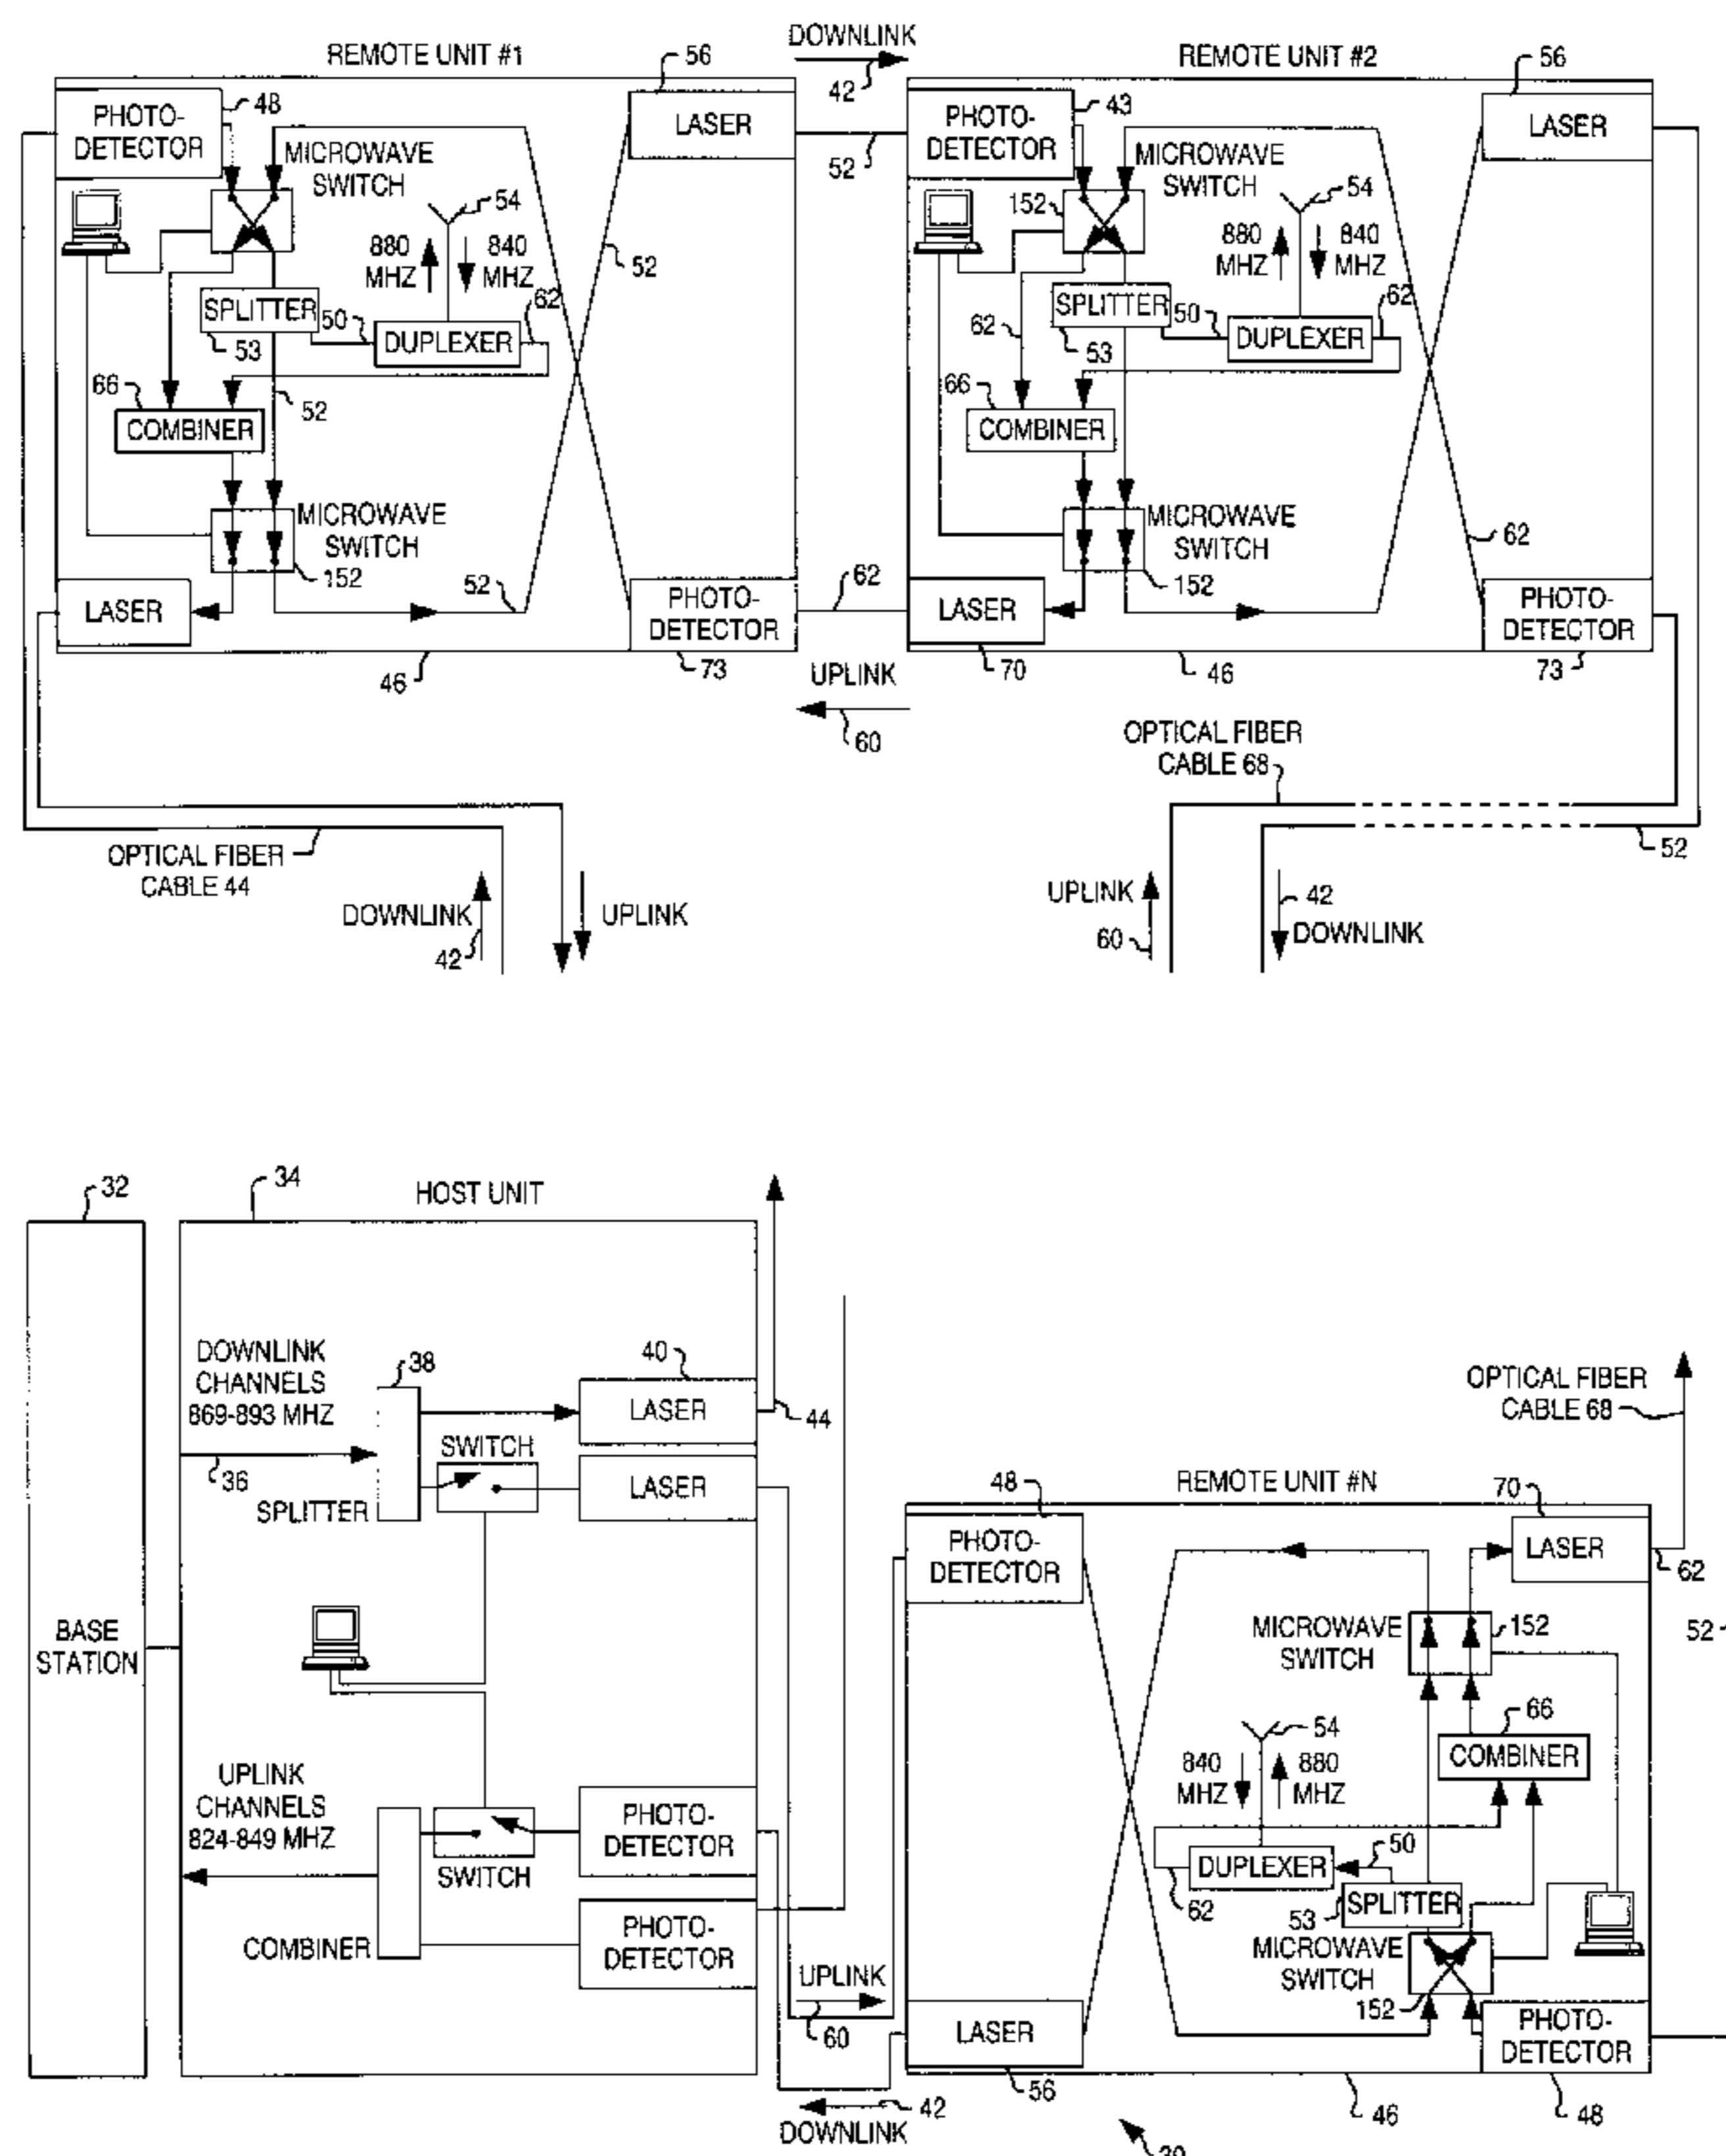 DOWNLINK
42
REMOTE UNIT #1
56
PHOTO-
DETECTOR
48
LASER
MICROWAVE
SWITCH
54
880
MHZ
840
MHZ
52
62
SPLITTER
50
DUPLEXER
53
66
52
COMBINER
MICROWAVE
SWITCH
152
52
LASER
PHOTO-
DETECTOR
46
73
52
62
UPLINK
60
REMOTE UNIT #2
56
PHOTO-
DETECTOR
43
LASER
MICROWAVE
SWITCH
152
54
880
MHZ
840
MHZ
62
SPLITTER
50
62
DUPLEXER
53
66
COMBINER
MICROWAVE
SWITCH
62
152
LASER
PHOTO-
DETECTOR
70
46
73
OPTICAL FIBER
CABLE 68
52
OPTICAL FIBER
CABLE 44
DOWNLINK
42
UPLINK
UPLINK
60
42
DOWNLINK
32
34
HOST UNIT
DOWNLINK
CHANNELS
869-893 MHZ
38
40
LASER
44
SWITCH
36
SPLITTER
LASER
BASE
STATION
UPLINK
CHANNELS
824-849 MHZ
PHOTO-
DETECTOR
SWITCH
COMBINER
PHOTO-
DETECTOR
UPLINK
60
42
DOWNLINK
OPTICAL FIBER
CABLE 68
48
REMOTE UNIT #N
70
PHOTO-
DETECTOR
LASER
62
MICROWAVE
SWITCH
152
52
66
54
840
MHZ
880
MHZ
COMBINER
50
DUPLEXER
62
SPLITTER
53
MICROWAVE
SWITCH
152
LASER
PHOTO-
DETECTOR
56
46
48